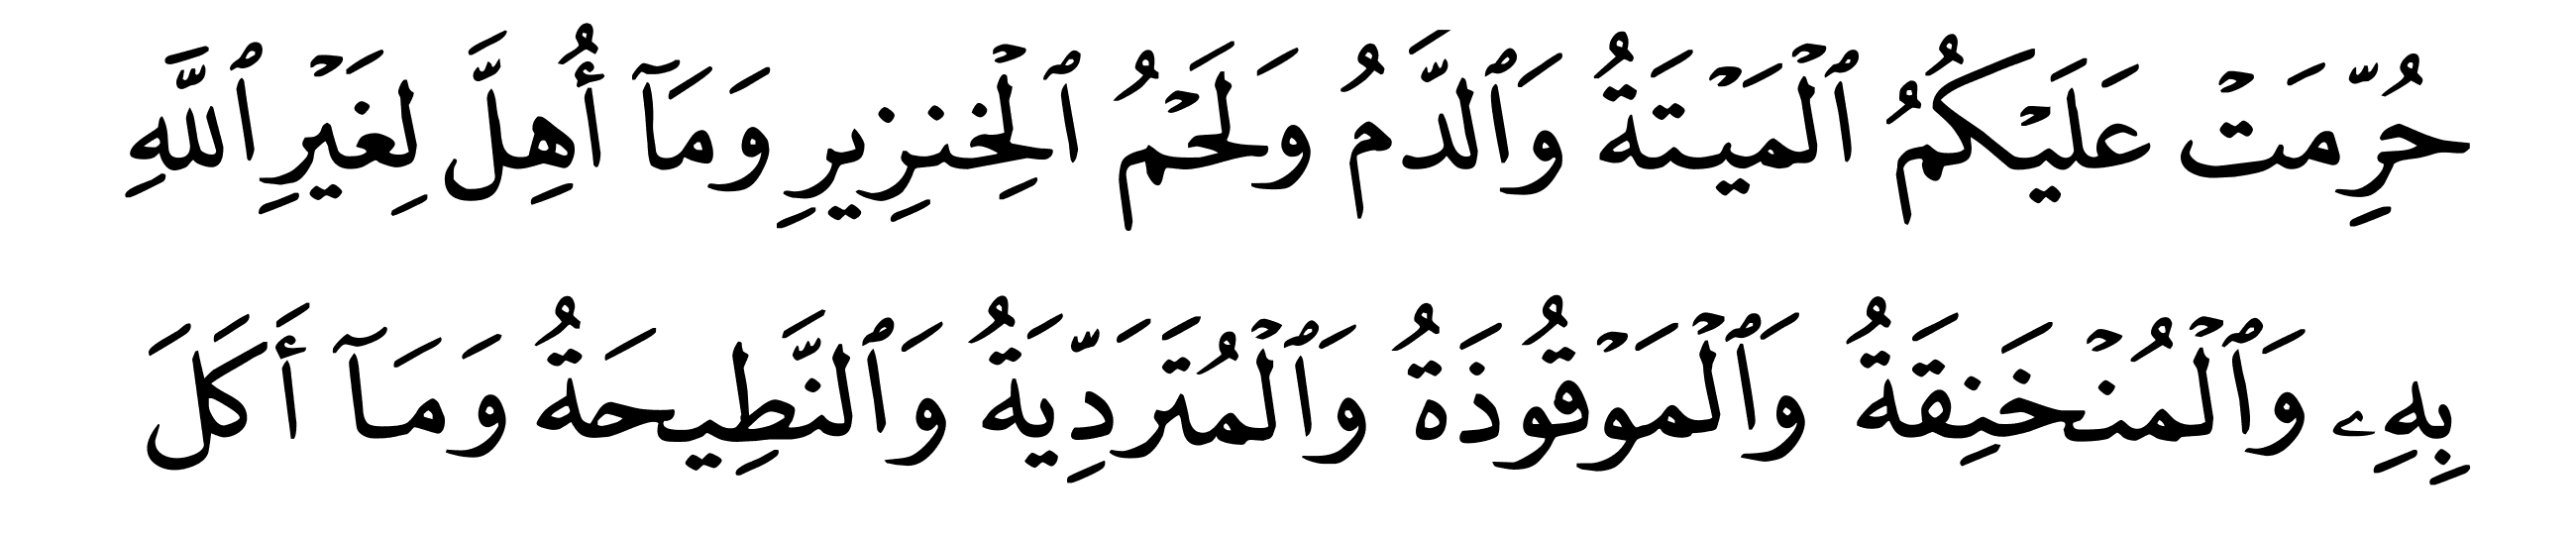 حُرِّمَتۡ عَلَيۡكُمُ ٱلۡمَيۡتَةُ وَٱلدَّمُ وَلَحۡمُ ٱلۡخِنزِيرِ وَمَآ أُهِلَّ لِغَيۡرِ ٱللَّهِ
بِهِۦ وَٱلۡمُنۡخَنِقَةُ وَٱلۡمَوۡقُوذَةُ وَٱلۡمُتَرَدِّيَةُ وَٱلنَّطِيحَةُ وَمَآ أَكَلَ